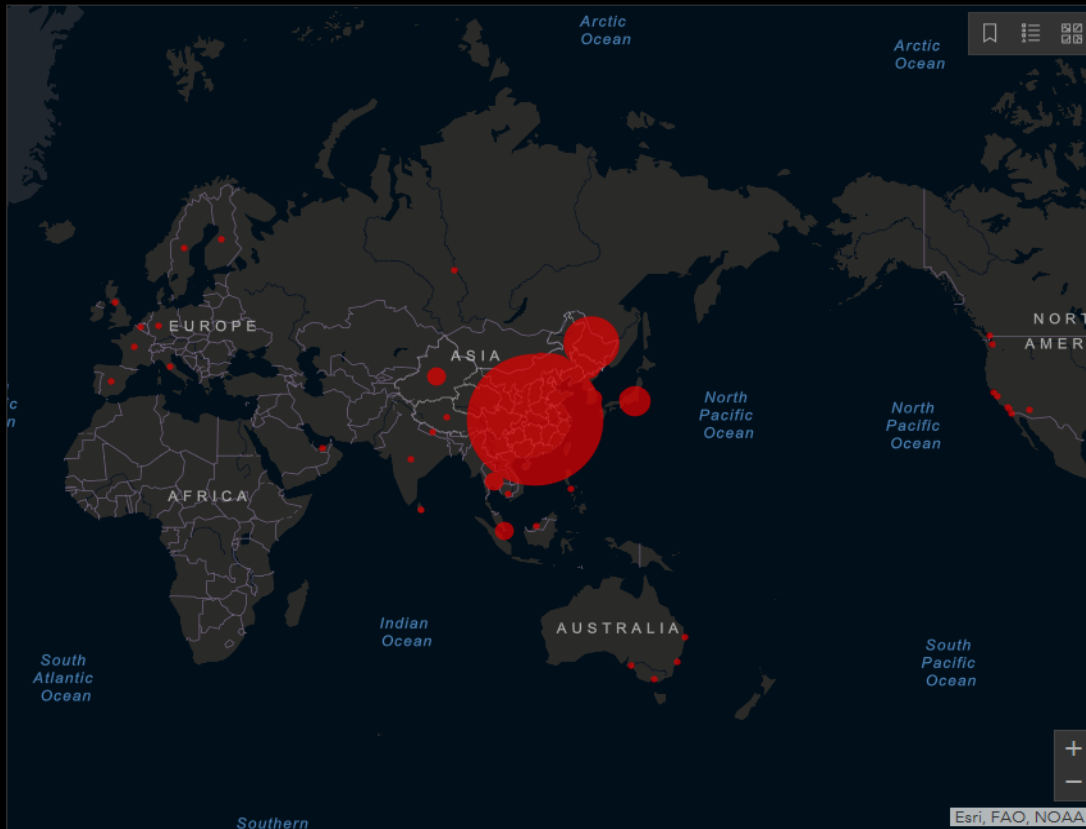 Arctic
Ocean
Arctic
Ocean
EUROPE
NORT
AMER
ASIA
c
n
North
Pacific
Ocean
North
Pacific
Ocean
AFRICA
Indian
Ocean
AUSTRALIA
South
Atlantic
Ocean
South
Pacific
Ocean
+
−
Esri, FAO, NOAA
Southern